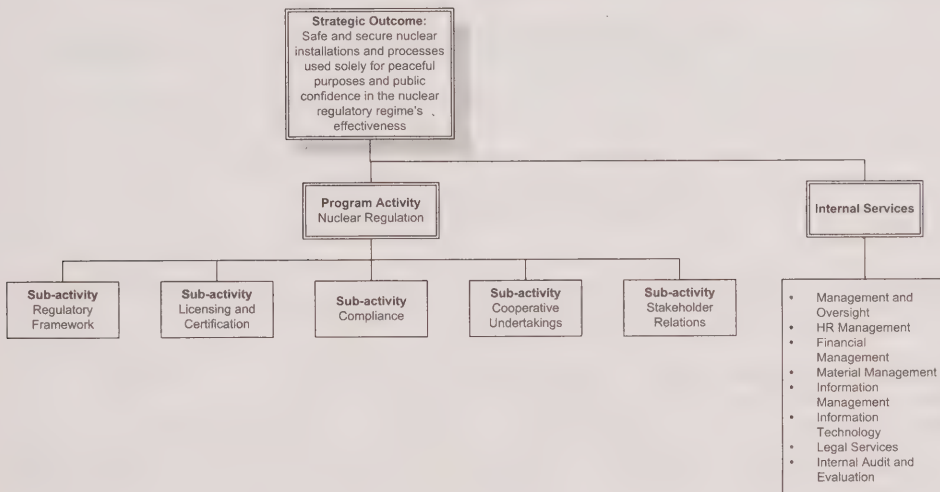 Strategic Outcome:
Safe and secure nuclear
installations and processes
used solely for peaceful
purposes and public
confidence in the nuclear
regulatory regime's
effectiveness
Program Activity
Nuclear Regulation
Internal Services
Sub-activity
Regulatory
Framework
Sub-activity
Licensing and
Certification
Sub-activity
Compliance
Sub-activity
Cooperative
Undertakings
Sub-activity
Stakeholder
Relations
• Management and
Oversight
• HR Management
• Financial
Management
• Material Management
• Information
Management
• Information
Technology
• Legal Services
• Internal Audit and
Evaluation